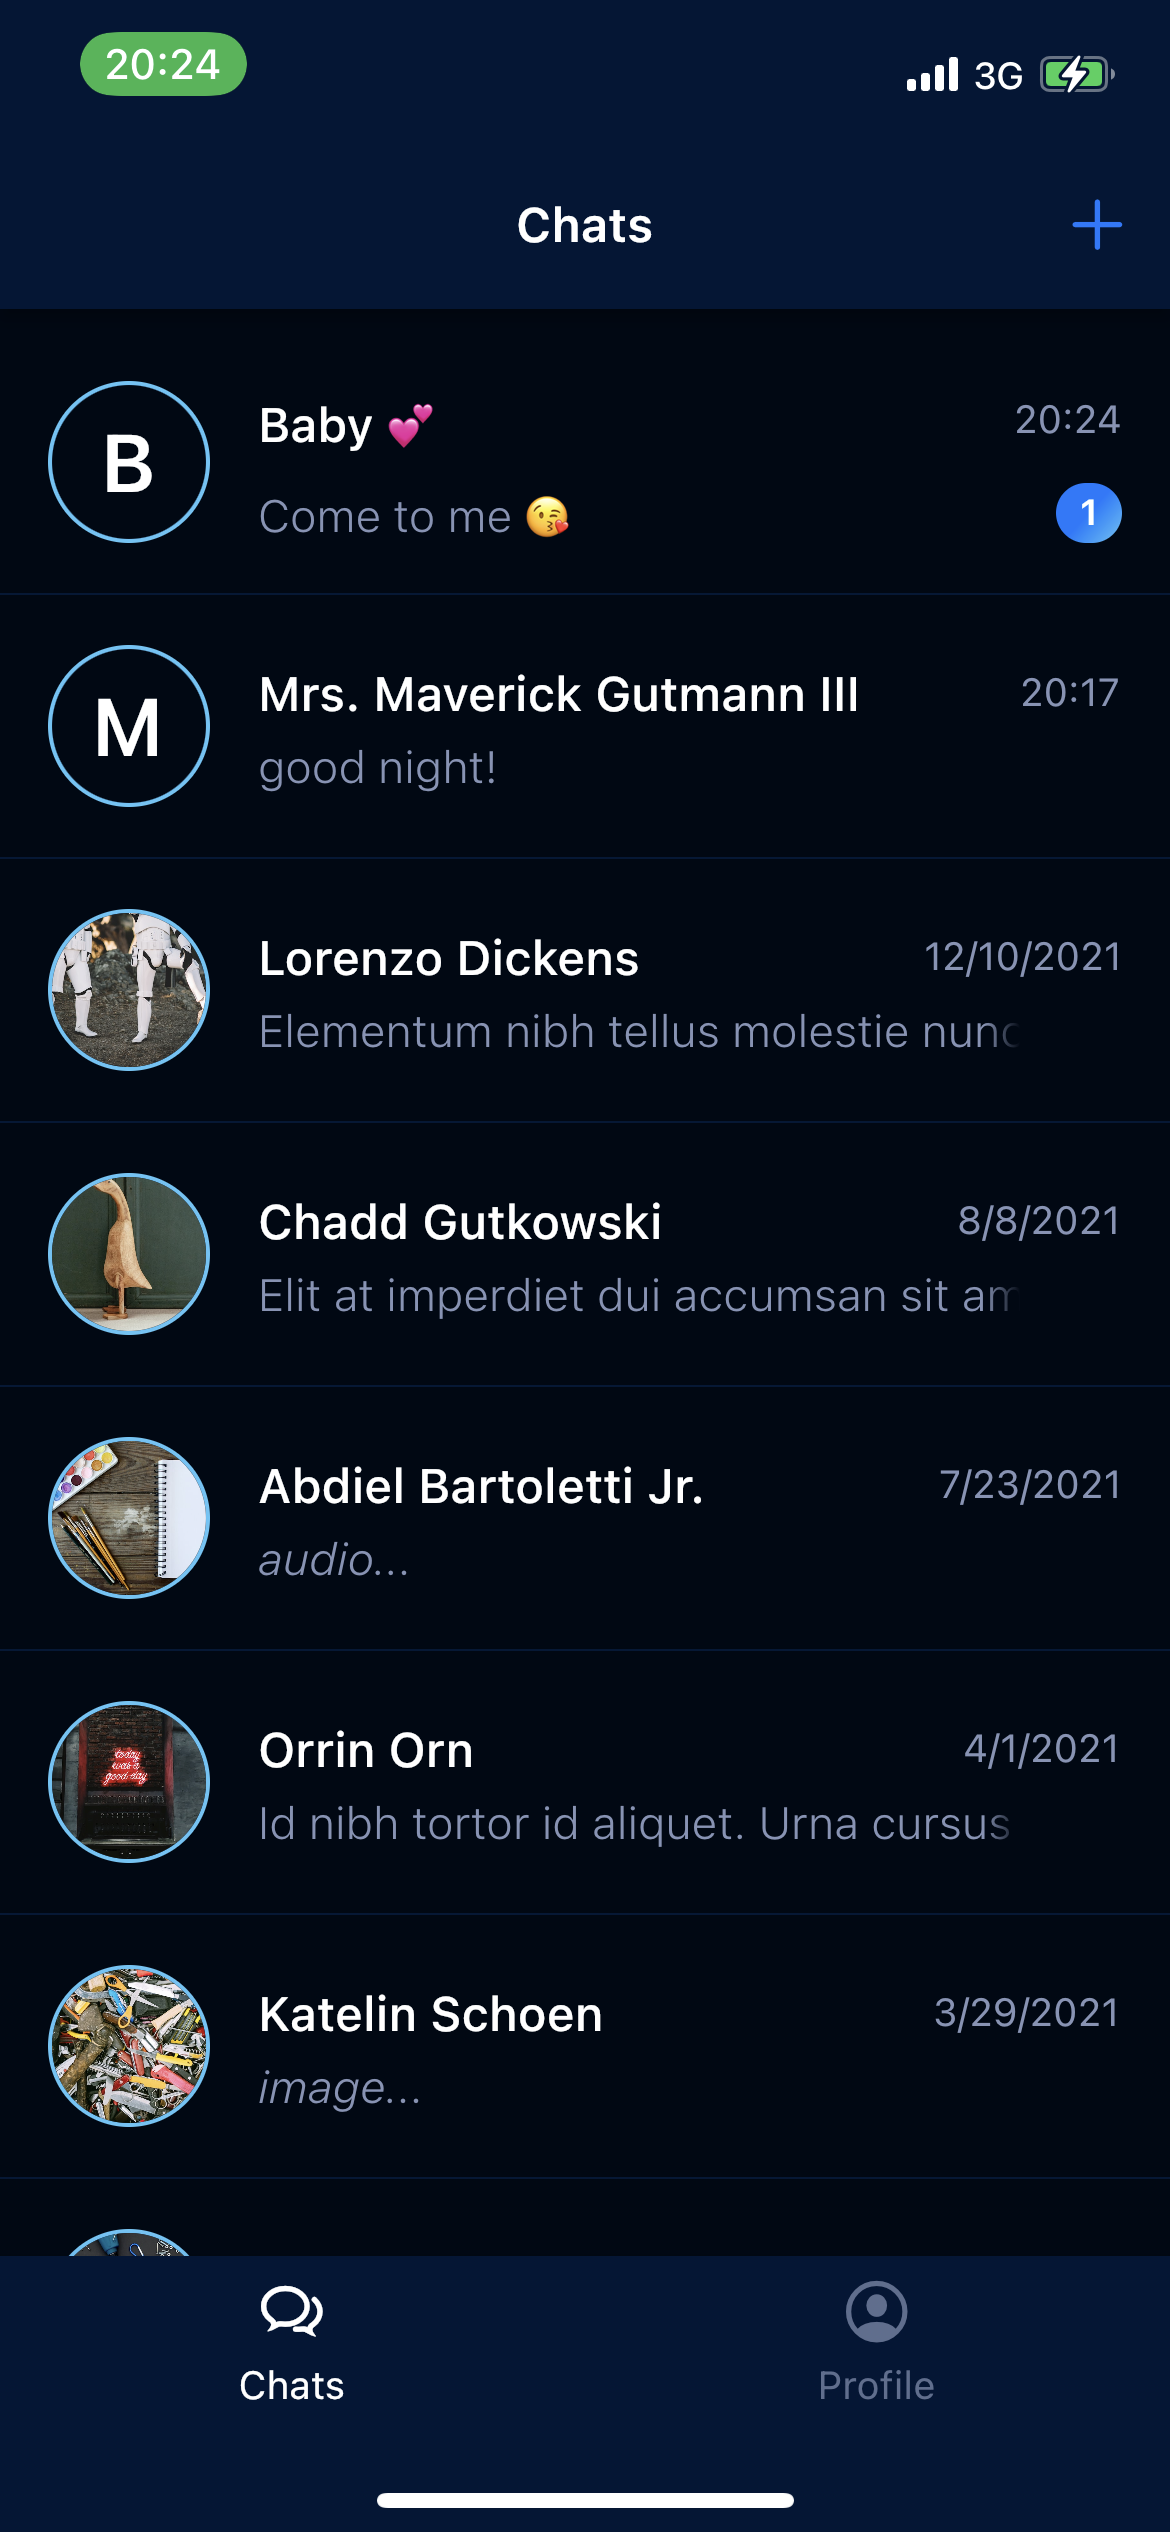 20:24
3G
Chats
B
Baby 💕
20:24
Come to me 😘
1
M
Mrs. Maverick Gutmann III
20:17
good night!
Lorenzo Dickens
12/10/2021
Elementum nibh tellus molestie nunc
Chadd Gutkowski
8/8/2021
Elit at imperdiet dui accumsan sit am
Abdiel Bartoletti Jr.
7/23/2021
audio...
today
was a
good day
Orrin Orn
4/1/2021
Id nibh tortor id aliquet. Urna cursus
Katelin Schoen
3/29/2021
image...
Chats
Profile